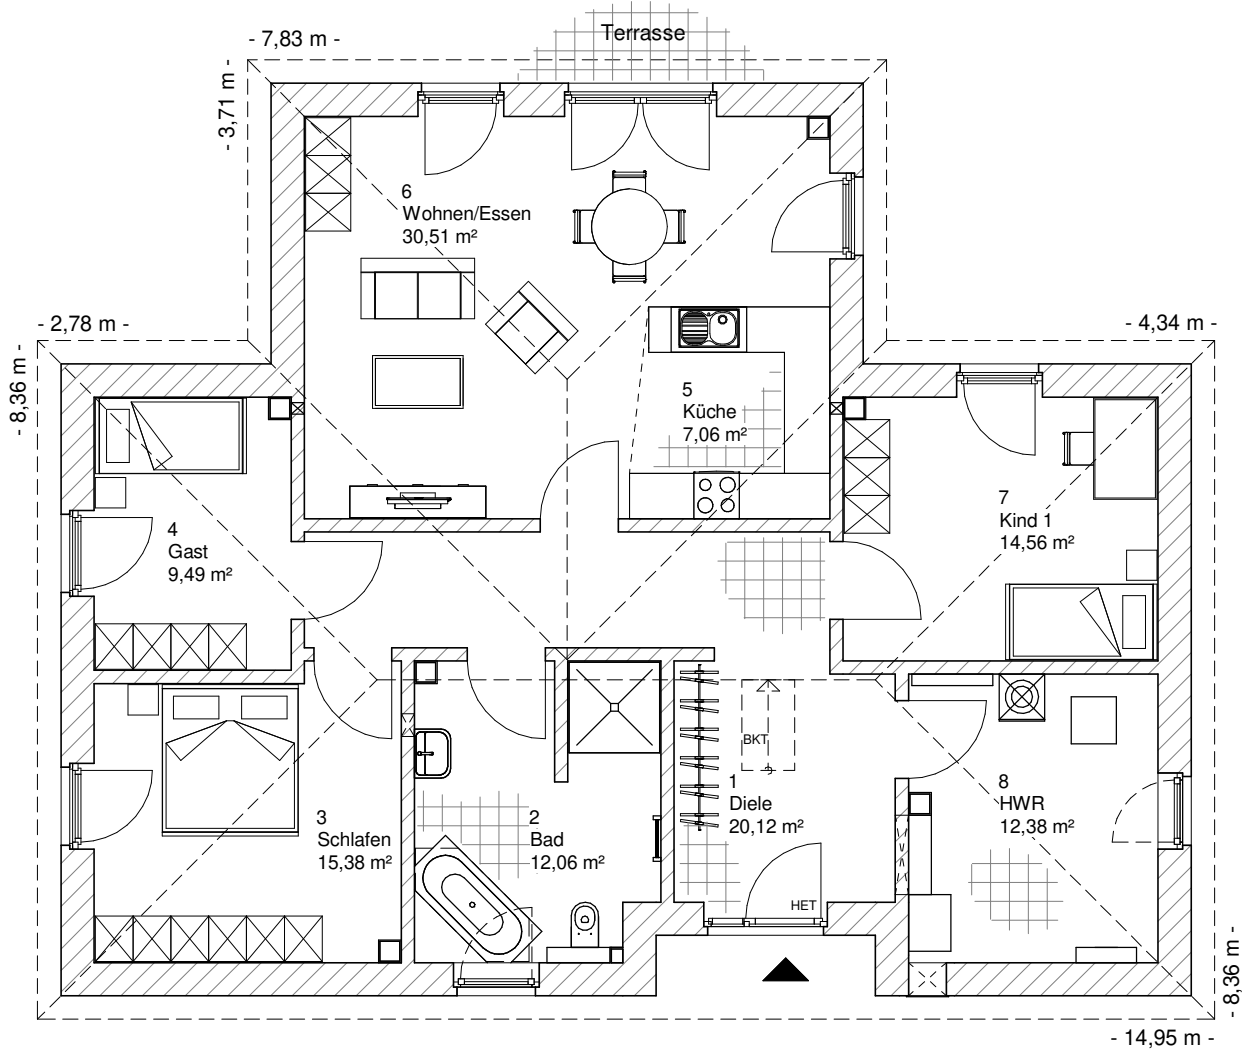 Terrasse
- 7,83 m -
- 3,71 m -
6
Wohnen/Essen
30,51 m²
- 2,78 m -
- 4,34 m -
- 8,36 m -
5
Küche
7,06 m²
7
Kind 1
14,56 m²
4
Gast
9,49 m²
BKT
1
Diele
20,12 m²
8
HWR
12,38 m²
3
Schlafen
15,38 m²
2
Bad
12,06 m²
HET
- 8,36 m -
- 14,95 m -